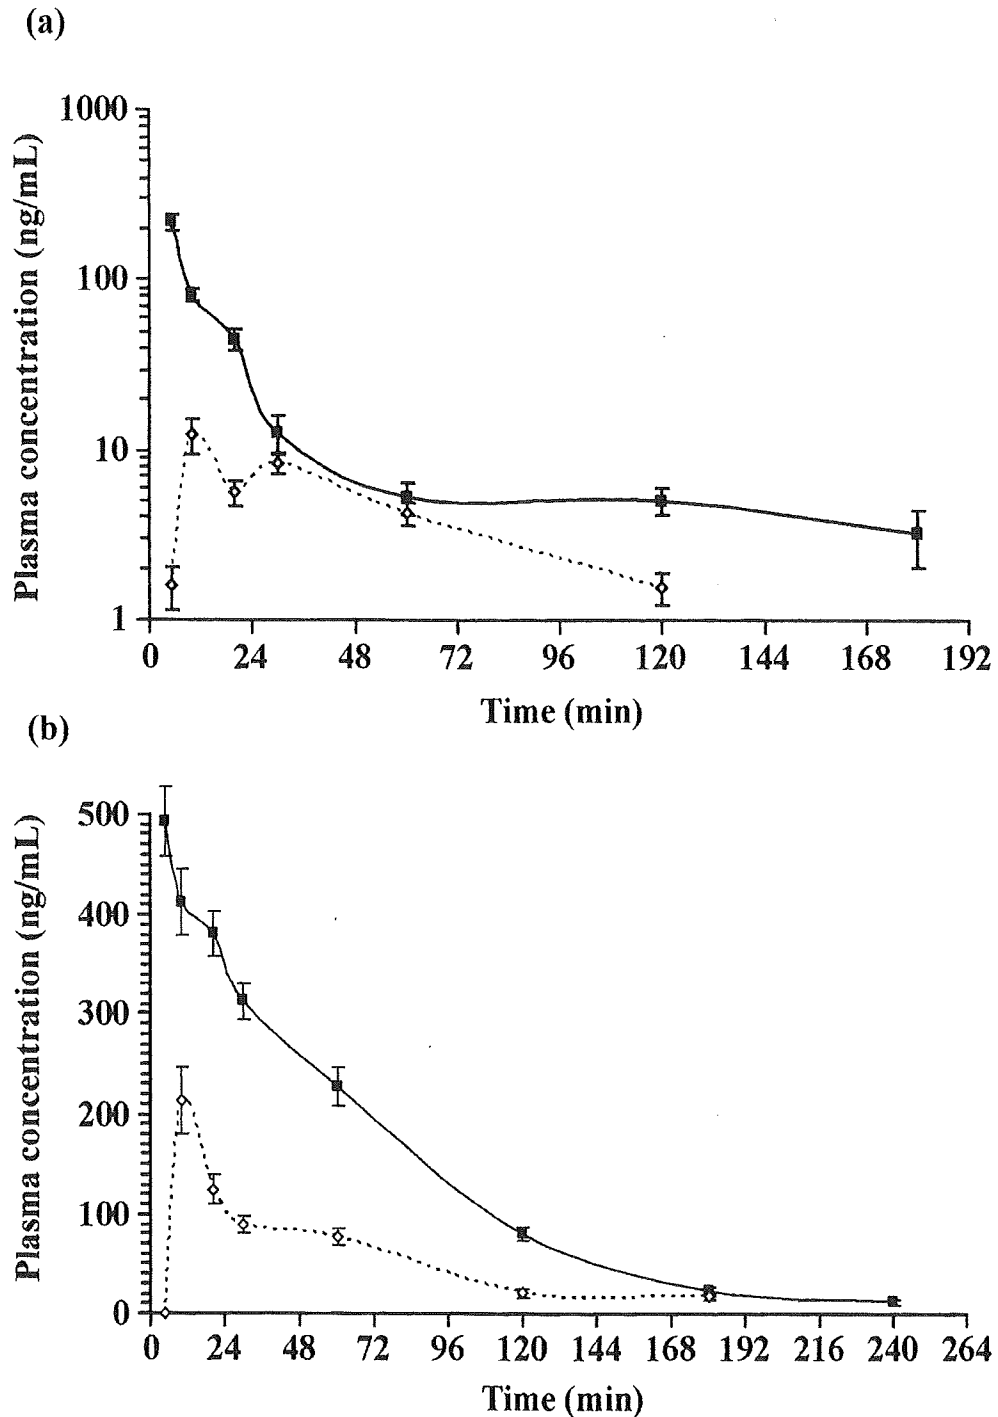 (a)
Plasma concentration (ng/mL)
1000
100
10
1
0 24 48 72 96 120 144 168 192
Time (min)
(b)
Plasma concentration (ng/mL)
500
400
300
200
100
0
0 24 48 72 96 120 144 168 192 216 240 264
Time (min)